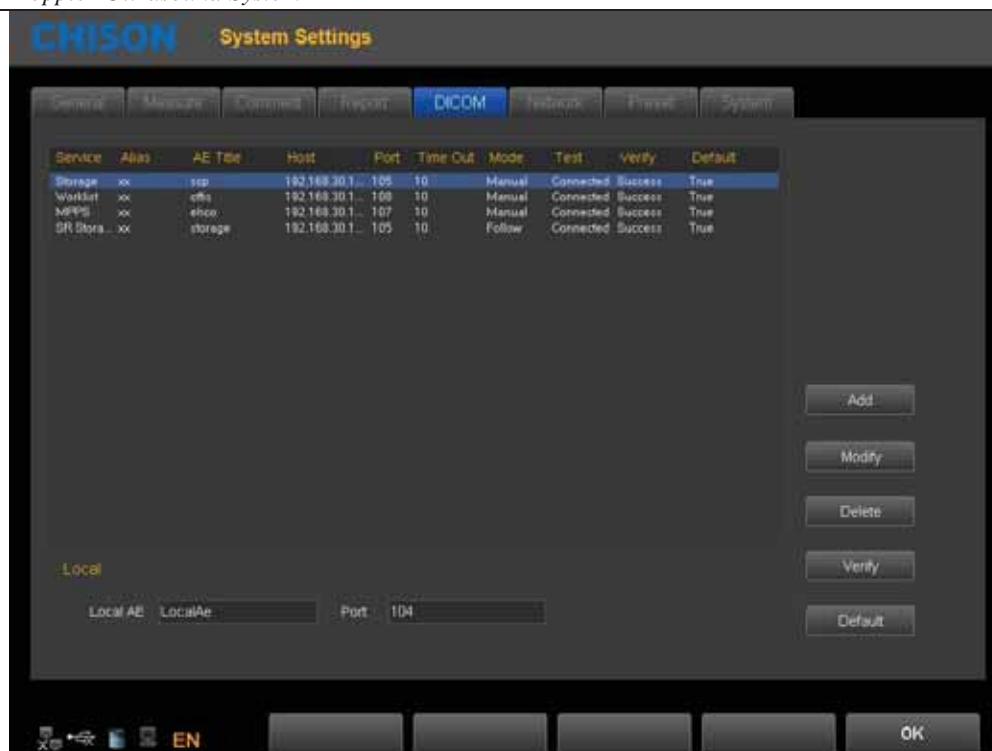 CHISON System Settings
General Measure Comment Report DICOM Network Preset System
Service Alias AE Title Host Port Time Out Mode Test Verify Default
Storage xx scp 192.168.30.1... 105 10 Manual Connected Success True
Worklist xx offis 192.168.30.1... 108 10 Manual Connected Success True
MPPS xx ehco 192.168.30.1... 107 10 Manual Connected Success True
SR Stora... xx storage 192.168.30.1... 105 10 Follow Connected Success True
Add
Modify
Delete
Local
Verify
Local AE LocalAe Port 104
Default
EN
OK